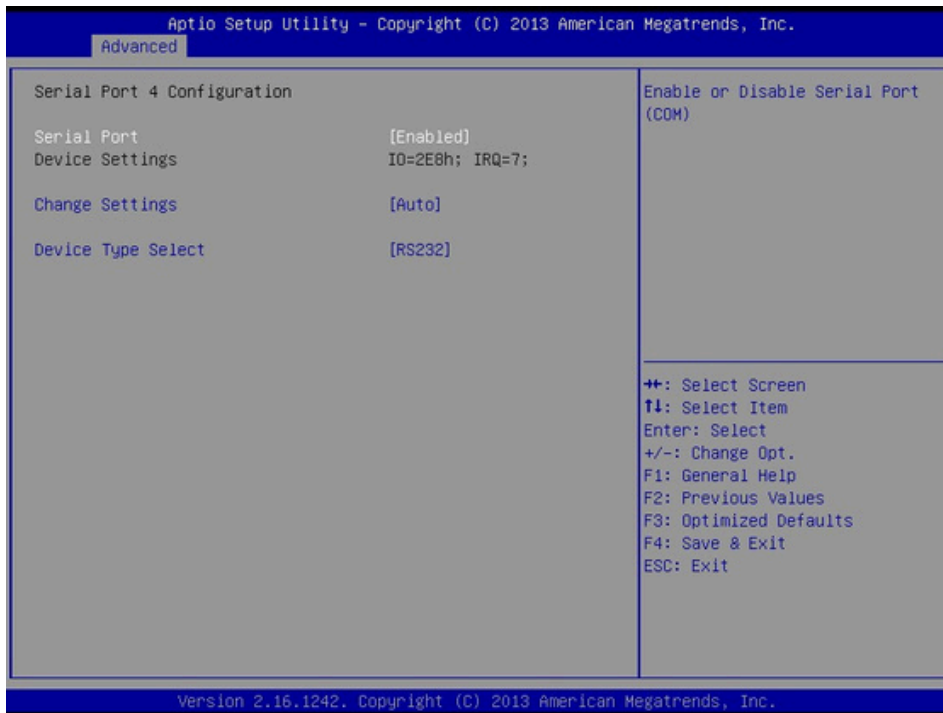 Aptio Setup Utility – Copyright (C) 2013 American Megatrends, Inc.
Advanced
Serial Port 4 Configuration
Serial Port [Enabled]
Device Settings IO=2E8h; IRQ=7;
Change Settings [Auto]
Device Type Select [RS232]
Enable or Disable Serial Port
(COM)
→←: Select Screen
↑↓: Select Item
Enter: Select
+/-: Change Opt.
F1: General Help
F2: Previous Values
F3: Optimized Defaults
F4: Save & Exit
ESC: Exit
Version 2.16.1242. Copyright (C) 2013 American Megatrends, Inc.